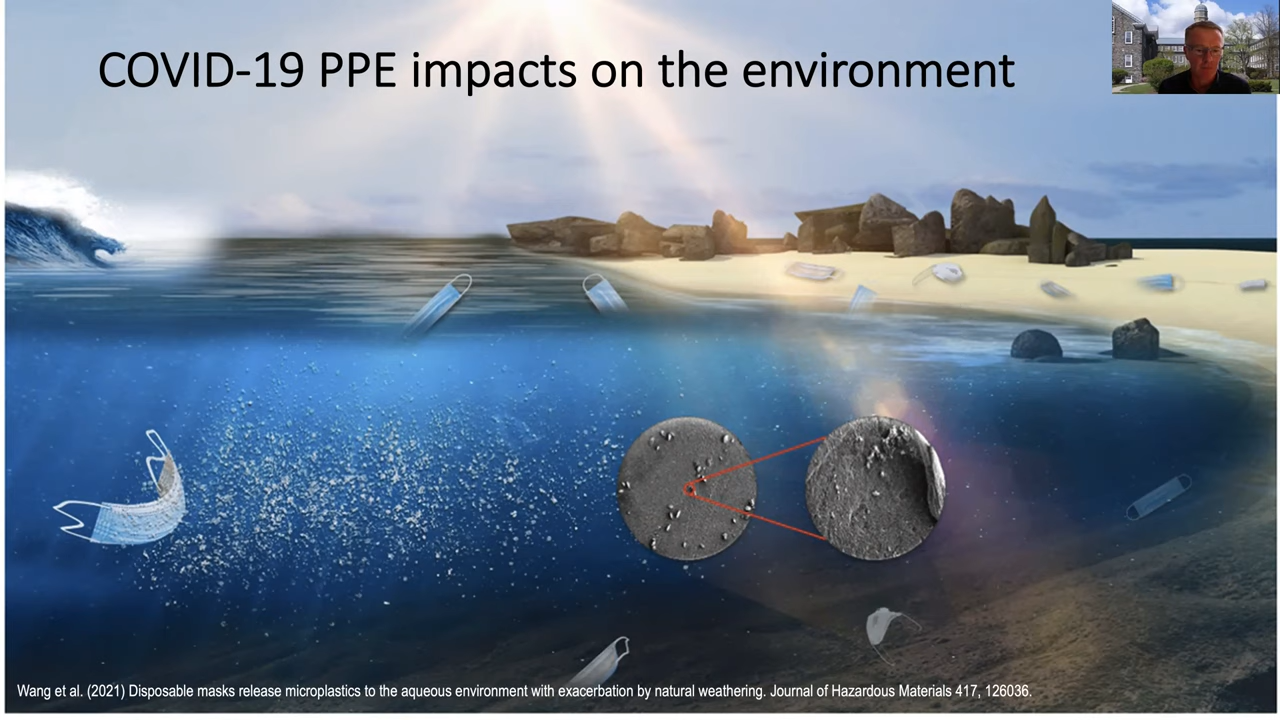 COVID-19 PPE impacts on the environment
Wang et al. (2021) Disposable masks release microplastics to the aqueous environment with exacerbation by natural weathering. Journal of Hazardous Materials 417, 126036.